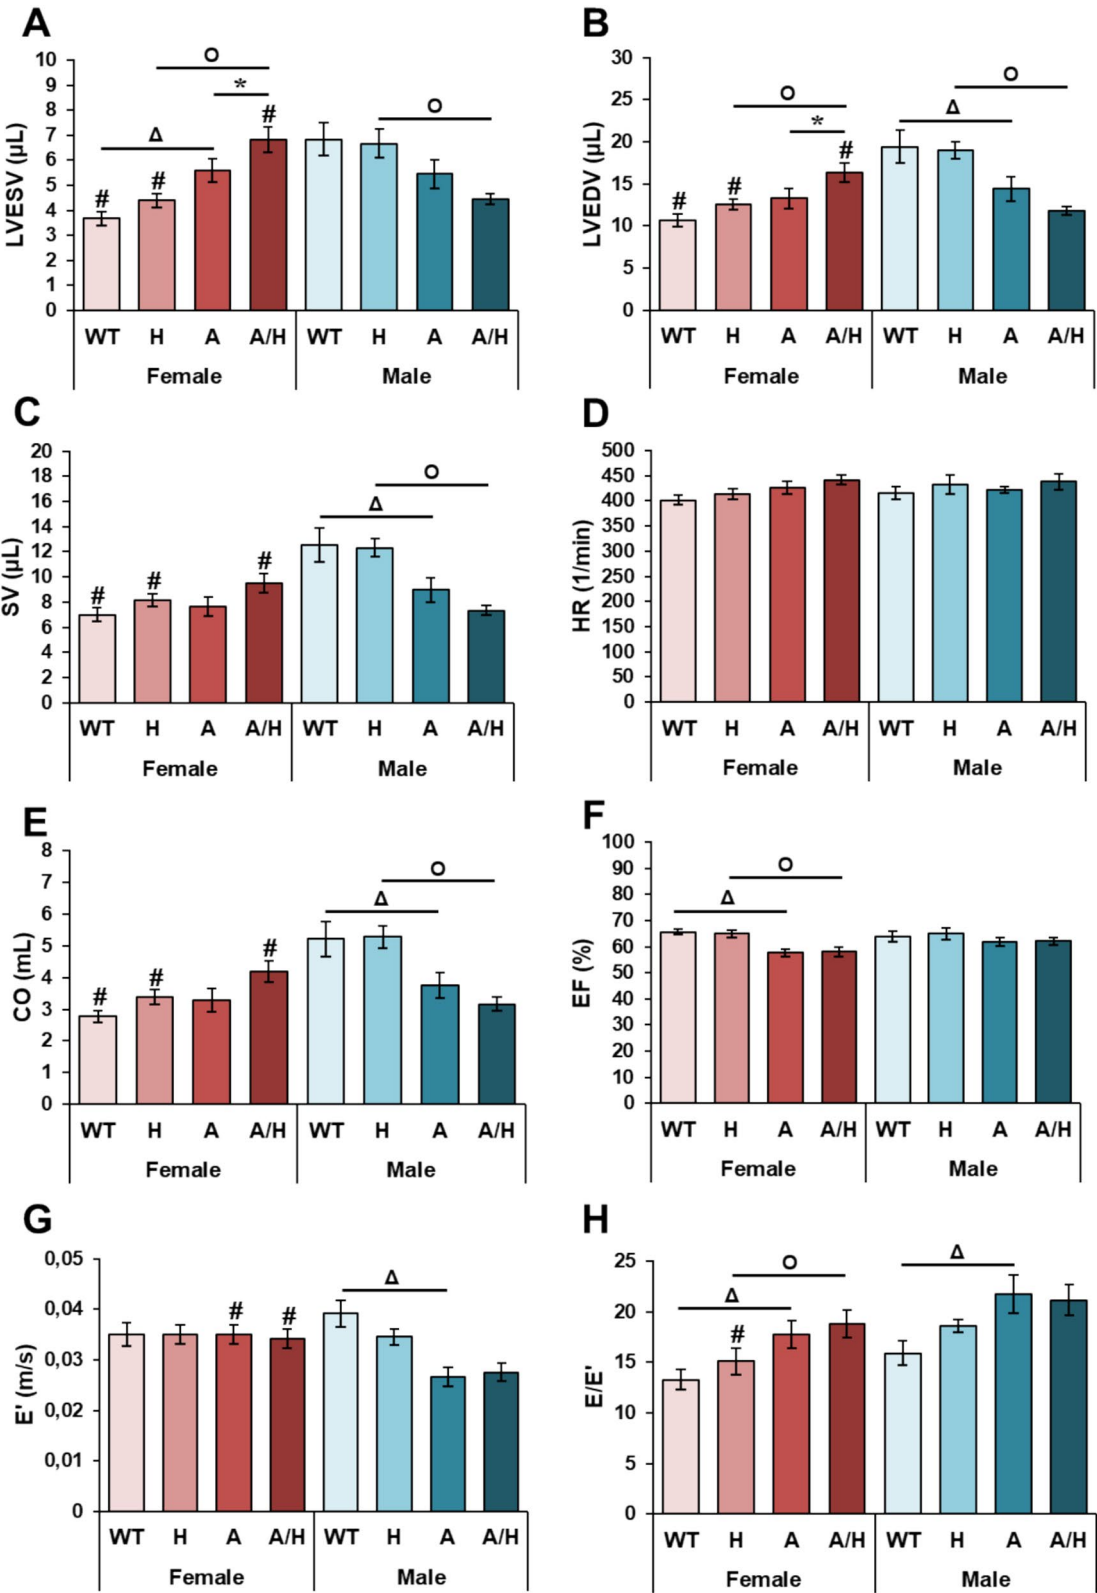 A
LVESV (µL)
10
9
8
7
6
5
4
3
2
1
0
O
*
Δ
#
#
#
O
WT H A A/H WT H A A/H
Female Male
B
LVEDV (µL)
30
25
20
15
10
5
0
O
O
*
Δ
#
#
#
WT H A A/H WT H A A/H
Female Male
C
SV (µL)
20
18
16
14
12
10
8
6
4
2
0
O
Δ
#
#
#
WT H A A/H WT H A A/H
Female Male
D
HR (1/min)
500
450
400
350
300
250
200
150
100
50
0
WT H A A/H WT H A A/H
Female Male
E
CO (mL)
8
7
6
5
4
3
2
1
0
O
Δ
#
#
#
WT H A A/H WT H A A/H
Female Male
F
EF (%)
100
90
80
70
60
50
40
30
20
10
0
O
Δ
WT H A A/H WT H A A/H
Female Male
G
E' (m/s)
0,05
0,04
0,03
0,02
0,01
0
Δ
# #
WT H A A/H WT H A A/H
Female Male
H
E/E'
25
20
15
10
5
0
Δ
O
Δ
#
WT H A A/H WT H A A/H
Female Male